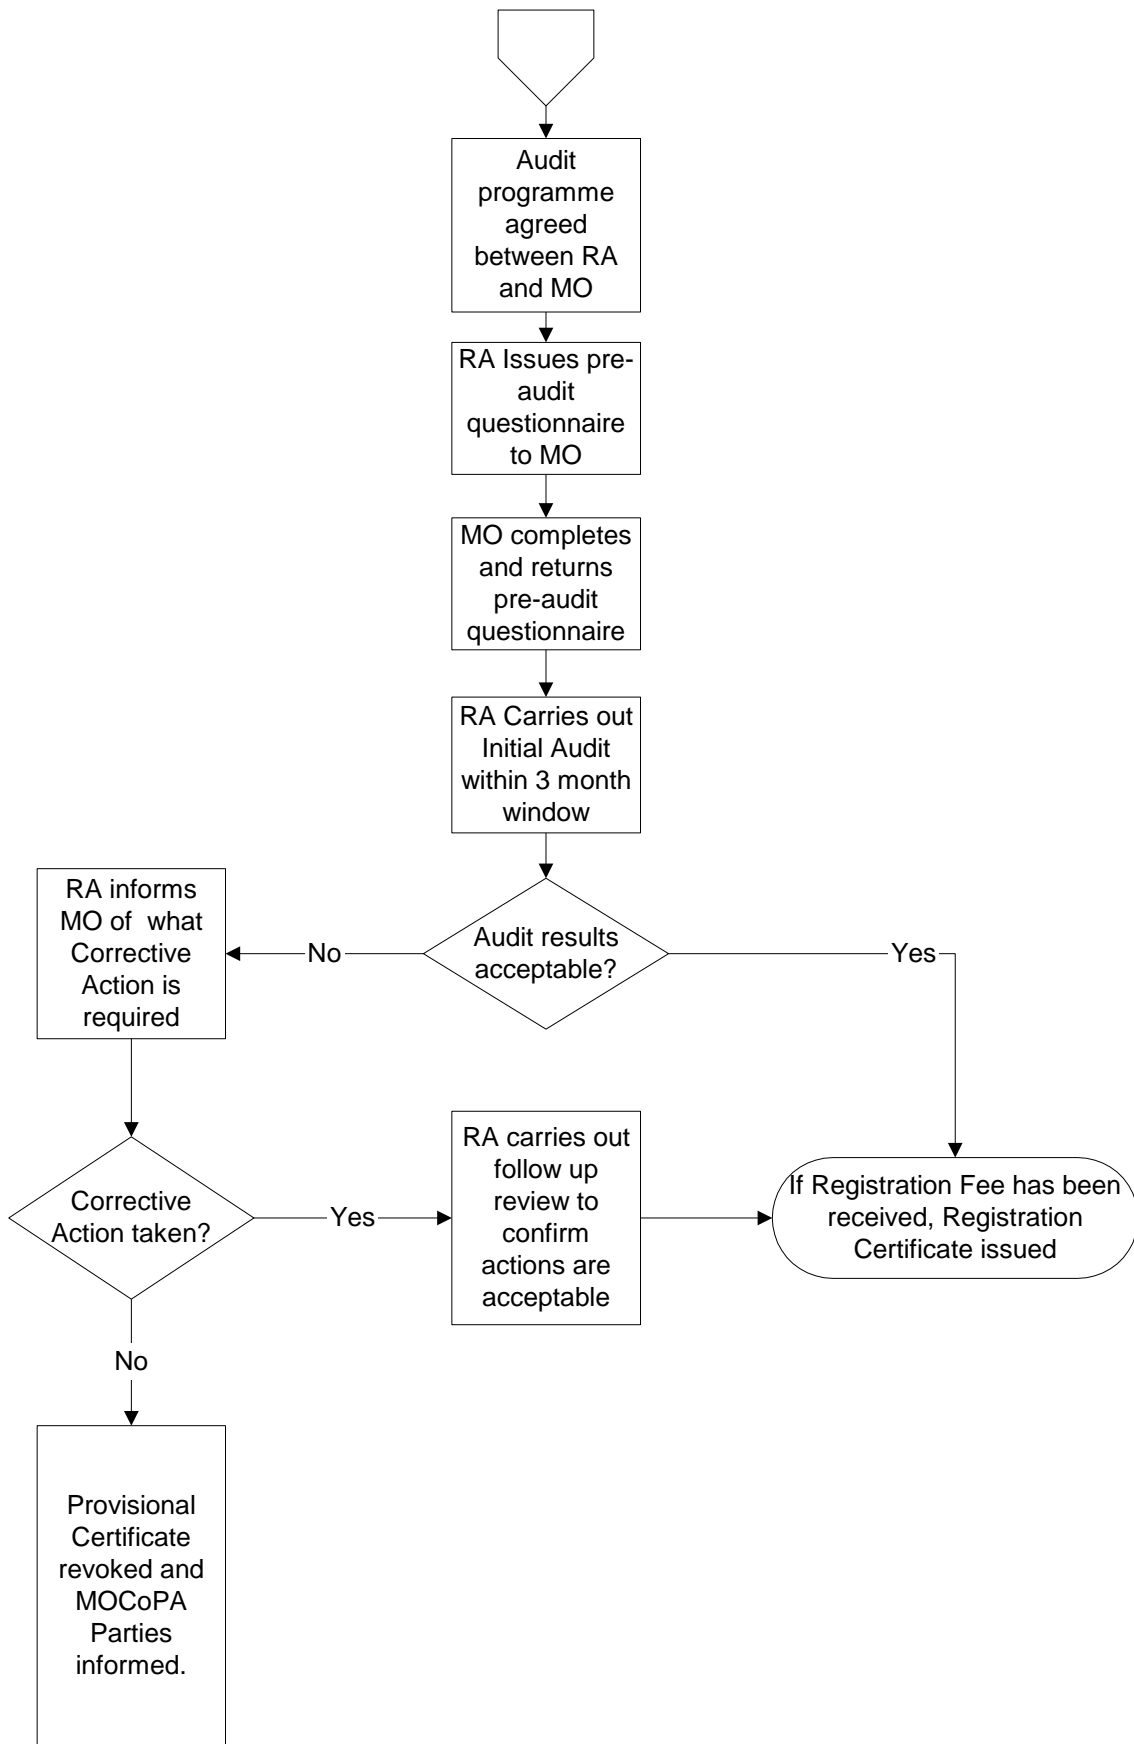 Audit
programme
agreed
between RA
and MO
RA Issues pre-
audit
questionnaire
to MO
MO completes
and returns
pre-audit
questionnaire
RA Carries out
Initial Audit
within 3 month
window
Audit results
acceptable?
No
Yes
RA informs
MO of  what
Corrective
Action is
required
Corrective
Action taken?
Yes
RA carries out
follow up
review to
confirm
actions are
acceptable
If Registration Fee has been
received, Registration
Certificate issued
No
Provisional
Certificate
revoked and
MOCoPA
Parties
informed.